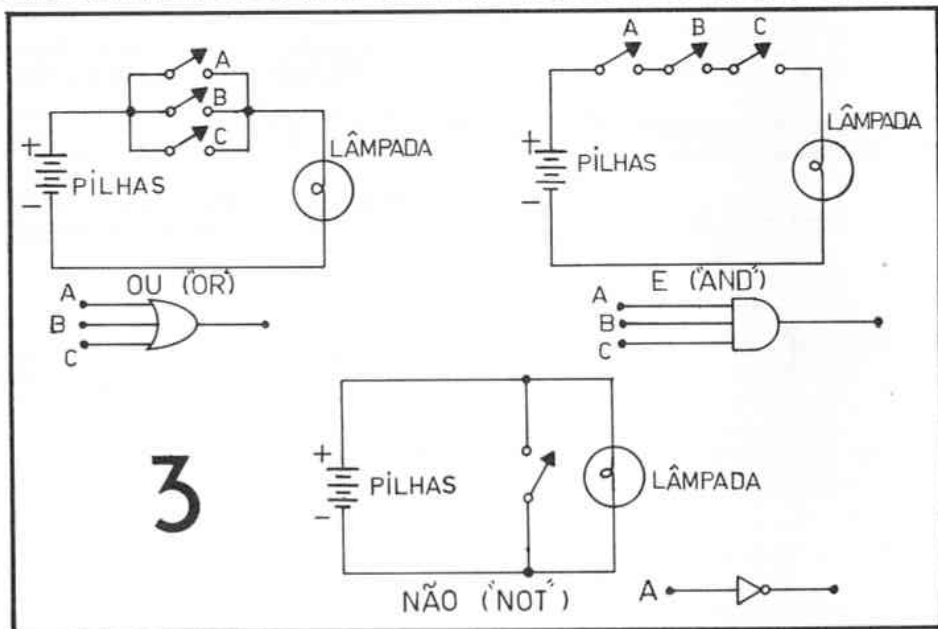 A
B
C
+
PILHAS
−
LÂMPADA
OU ("OR")
A
B
C
A B C
+
PILHAS
−
LÂMPADA
E ("AND")
A
B
C
3
+
PILHAS
−
LÂMPADA
NÃO ("NOT")
A